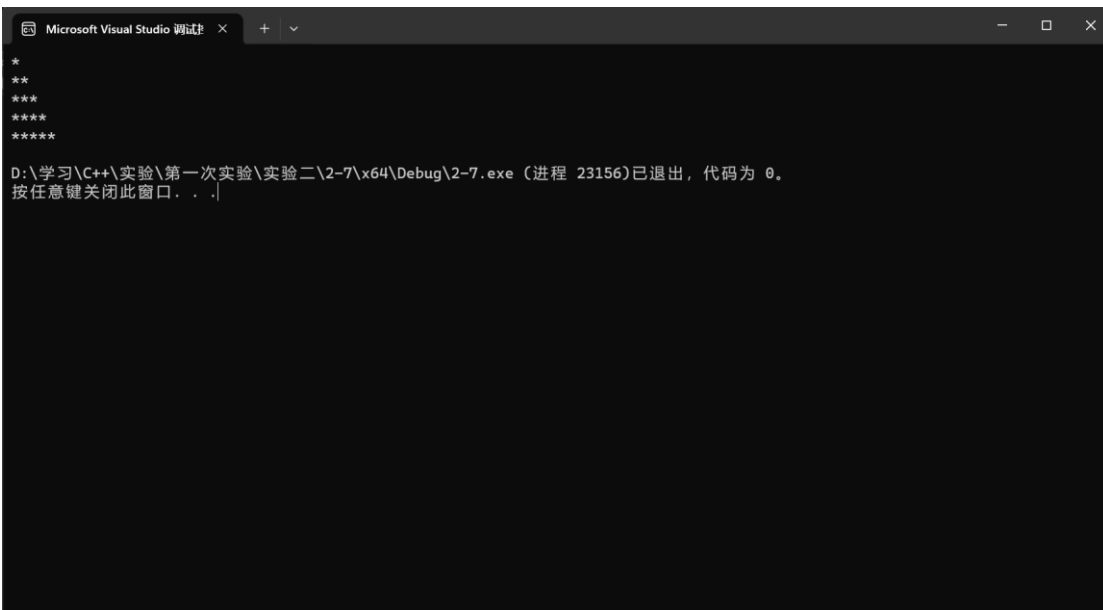 Microsoft Visual Studio 调试
*
**
***
****
*****
D:\学习\C++\实验\第一次实验\实验二\2-7\x64\Debug\2-7.exe (进程 23156)已退出，代码为 0。
按任意键关闭此窗口. . .